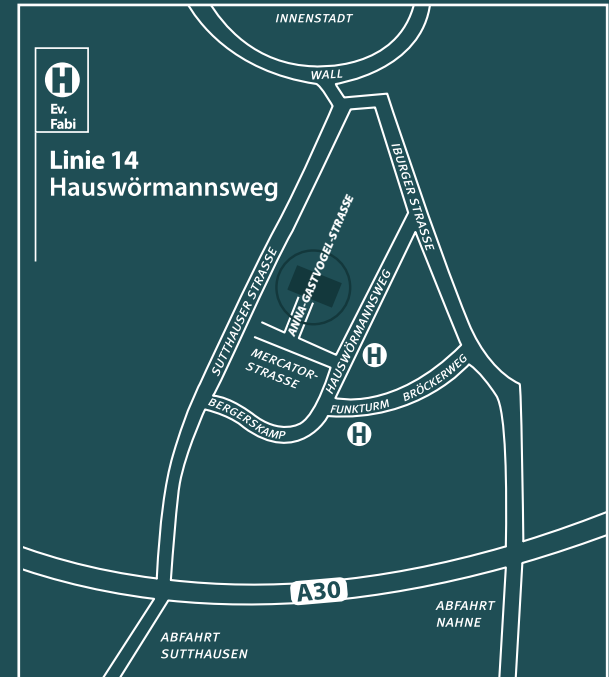 INNENSTADT
WALL
H
Ev.
Fabi
Linie 14
Hauswörmannsweg
IBURGER STRASSE
ANNA-GASTVOGEL-STRASSE
SUTTHAUSER STRASSE
HAUSWÖRMANNSWEG
MERCATOR-
STRASSE
H
BRÖCKERWEG
FUNKTURM
BERGERSKAMP
H
A30
ABFAHRT
NAHNE
ABFAHRT
SUTTHAUSEN